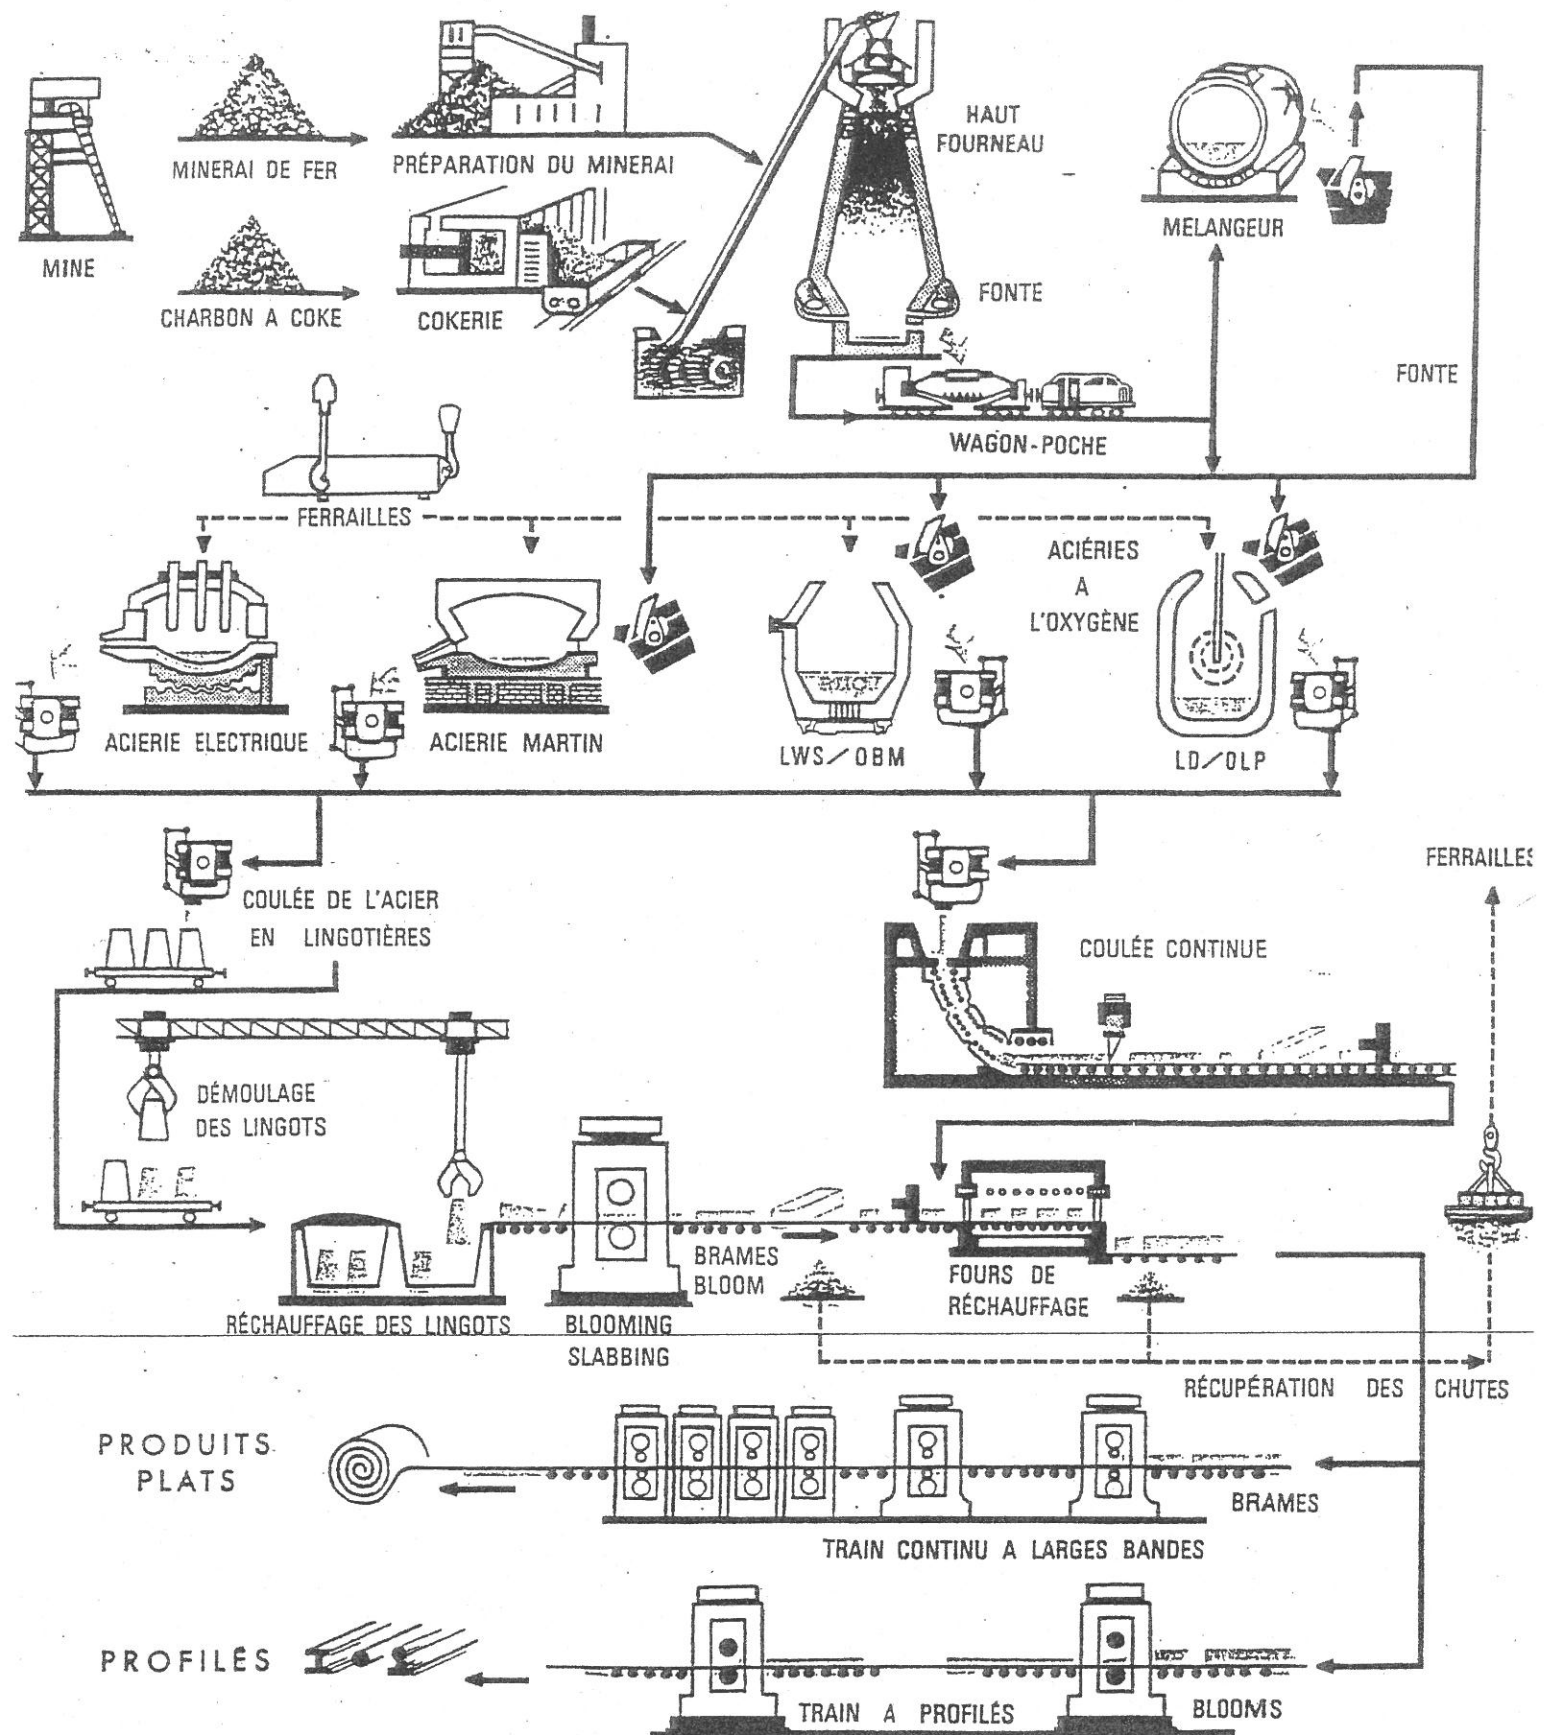 HAUT
FOURNEAU
MINERAI DE FER
PRÉPARATION DU MINERAI
MELANGEUR
MINE
FONTE
CHARBON A COKE
COKERIE
FONTE
WAGON-POCHE
FERRAILLES
ACIÉRIES
A
L'OXYGÈNE
ACIERIE ELECTRIQUE
ACIERIE MARTIN
LWS/OBM
LD/OLP
FERRAILLES
COULÉE DE L'ACIER
EN LINGOTIÈRES
COULÉE CONTINUE
DÉMOULAGE
DES LINGOTS
BRAMES
BLOOM
FOURS DE
RÉCHAUFFAGE
RÉCHAUFFAGE DES LINGOTS
BLOOMING
SLABBING
RÉCUPÉRATION DES CHUTES
PRODUITS
PLATS
BRAMES
TRAIN CONTINU A LARGES BANDES
PROFILÉS
TRAIN A PROFILÉS
BLOOMS